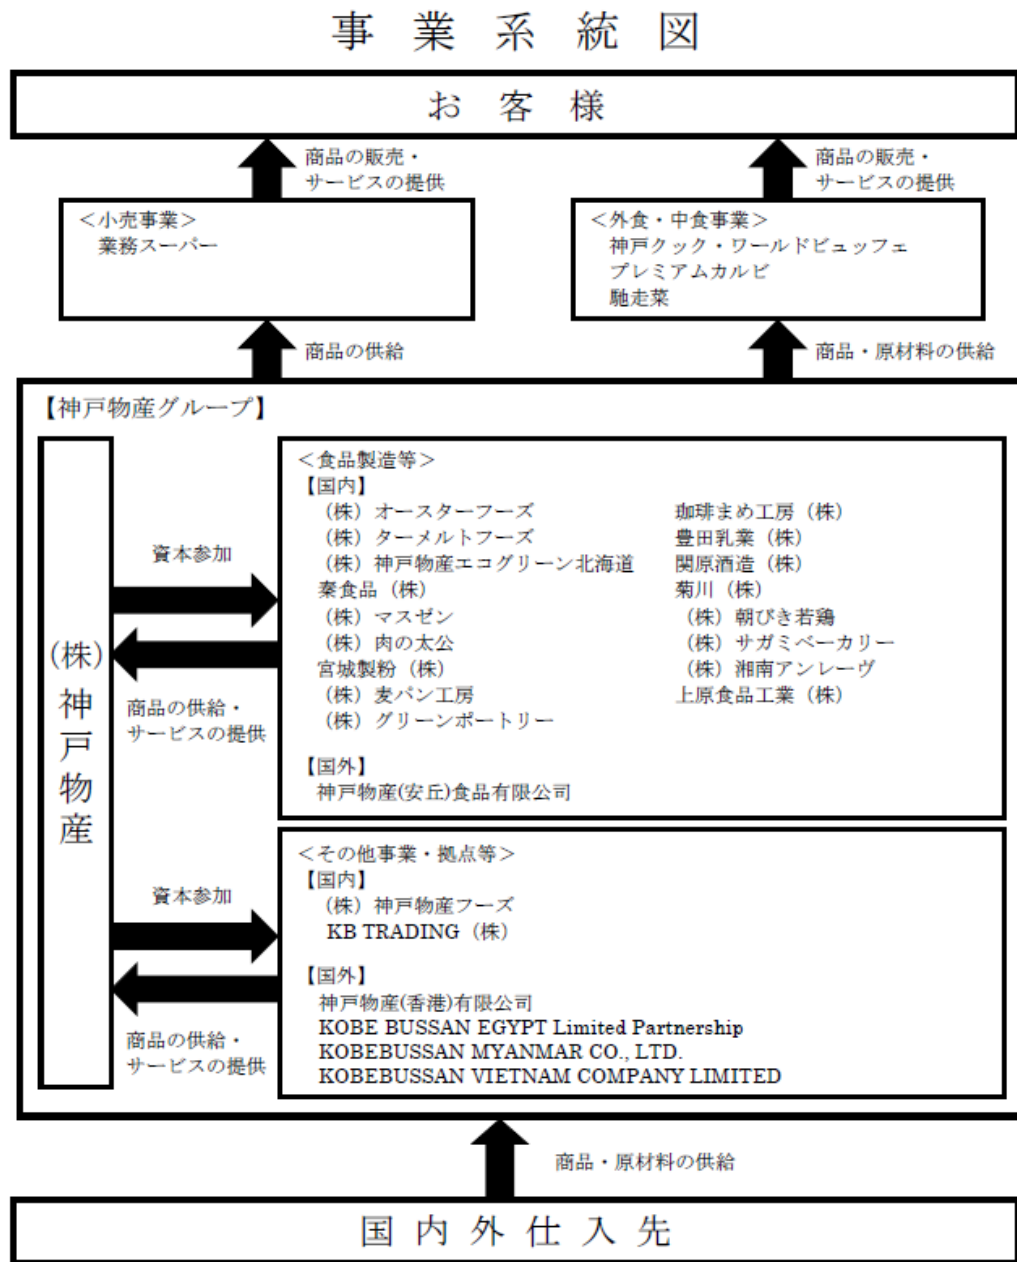 事業系統図
お客様
商品の販売・
サービスの提供
商品の販売・
サービスの提供
＜小売事業＞
業務スーパー
＜外食・中食事業＞
神戸クック・ワールドビュッフェ
プレミアムカルビ
馳走菜
商品の供給
商品・原材料の供給
【神戸物産グループ】
(株)神戸物産
資本参加
商品の供給・
サービスの提供
＜食品製造等＞
【国内】
（株）オースターフーズ
（株）ターメルトフーズ
（株）神戸物産エコグリーン北海道
秦食品（株）
（株）マスゼン
（株）肉の太公
宮城製粉（株）
（株）麦パン工房
（株）グリーンポートリー
珈琲まめ工房（株）
豊田乳業（株）
関原酒造（株）
菊川（株）
（株）朝びき若鶏
（株）サガミベーカリー
（株）湘南アンレーヴ
上原食品工業（株）
【国外】
神戸物産(安丘)食品有限公司
資本参加
商品の供給・
サービスの提供
＜その他事業・拠点等＞
【国内】
（株）神戸物産フーズ
KB TRADING（株）
【国外】
神戸物産(香港)有限公司
KOBE BUSSAN EGYPT Limited Partnership
KOBEBUSSAN MYANMAR CO., LTD.
KOBEBUSSAN VIETNAM COMPANY LIMITED
商品・原材料の供給
国内外仕入先